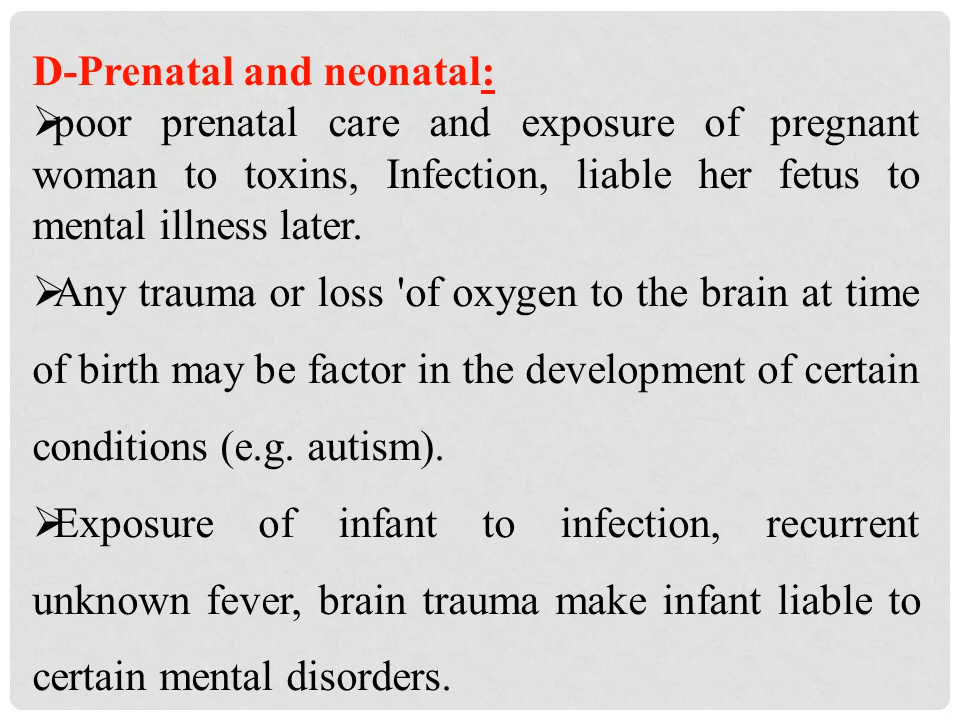 D-Prenatal and neonatal:
➢poor prenatal care and exposure of pregnant
woman to toxins, Infection, liable her fetus to
mental illness later.
➢Any trauma or loss 'of oxygen to the brain at time
of birth may be factor in the development of certain
conditions (e.g. autism).
➢Exposure of infant to infection, recurrent
unknown fever, brain trauma make infant liable to
certain mental disorders.